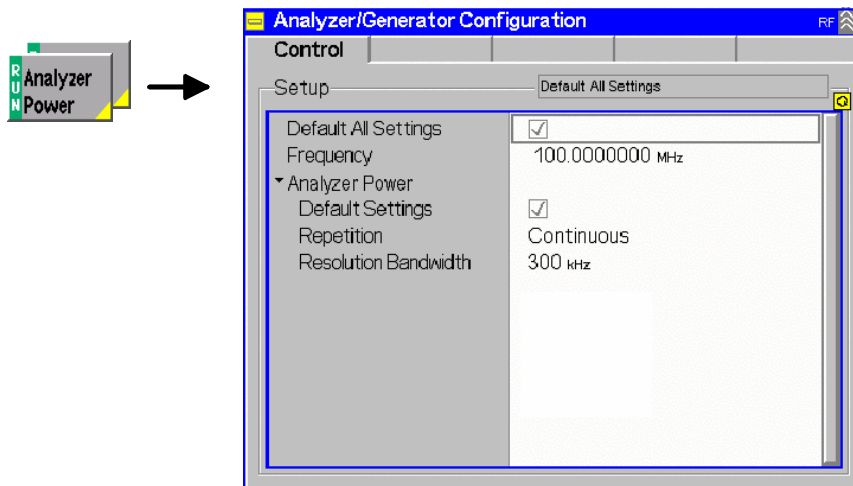 Analyzer/Generator Configuration RF
Control
RUN Analyzer
Power
Setup Default All Settings
Default All Settings
Frequency 100.0000000 MHz
Analyzer Power
Default Settings
Repetition Continuous
Resolution Bandwidth 300 kHz